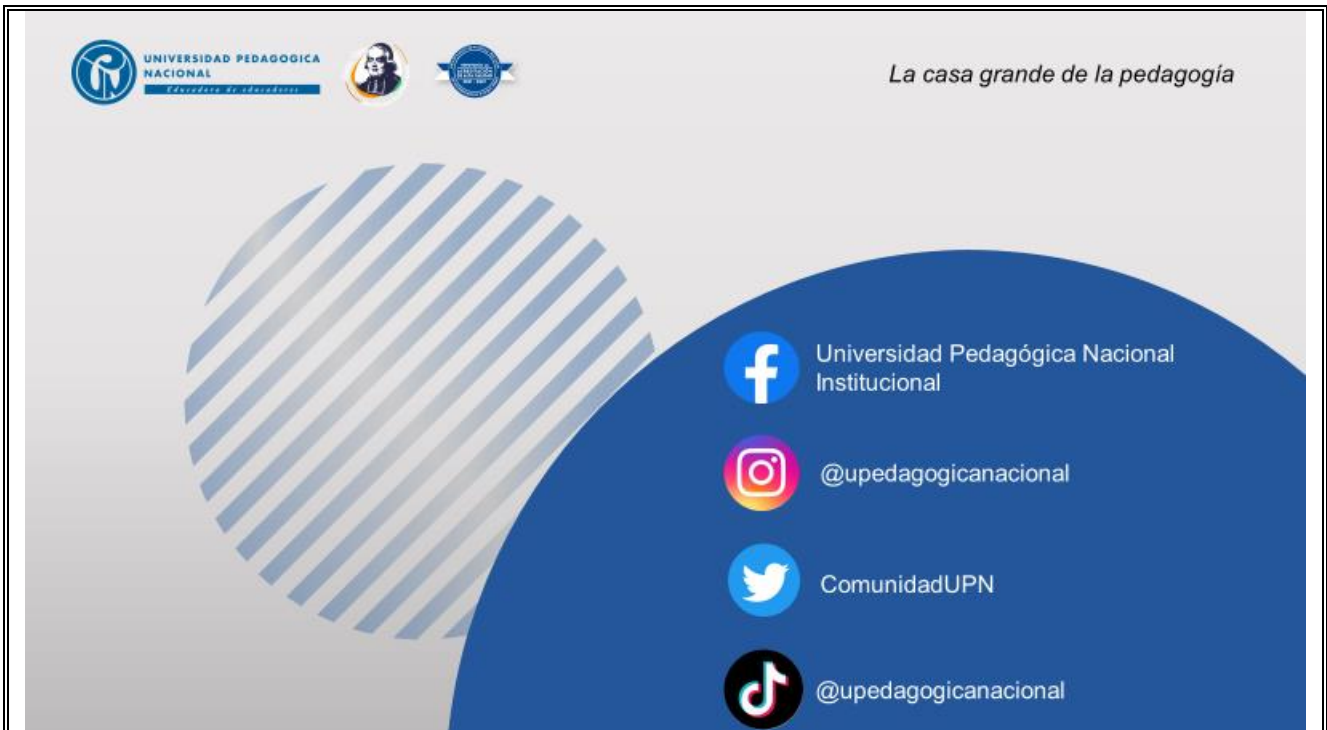 UNIVERSIDAD PEDAGOGICA
NACIONAL
Educadora de educadores
La casa grande de la pedagogía
Universidad Pedagógica Nacional
Institucional
@upedagogicanacional
ComunidadUPN
@upedagogicanacional